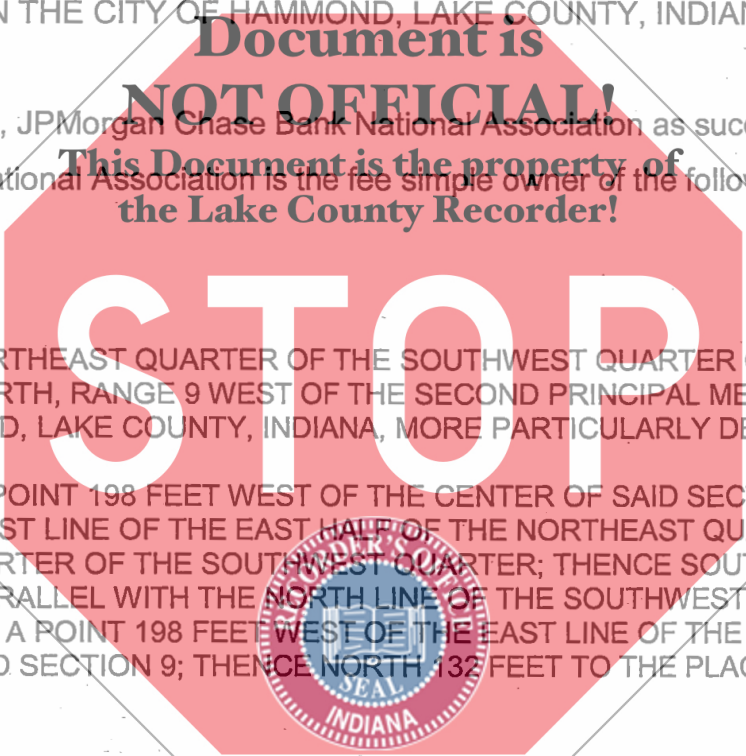 N THE CITY OF HAMMOND, LAKE COUNTY, INDIAN
Document is
NOT OFFICIAL!
, JPMorgan Chase Bank National Association as succ
This Document is the property of
tional Association is the fee simple owner of the follo
the Lake County Recorder!
STOP
RTHEAST QUARTER OF THE SOUTHWEST QUARTER
RTH, RANGE 9 WEST OF THE SECOND PRINCIPAL ME
D, LAKE COUNTY, INDIANA, MORE PARTICULARLY DE
POINT 198 FEET WEST OF THE CENTER OF SAID SEC
ST LINE OF THE EAST HALF OF THE NORTHEAST QU
RTER OF THE SOUTHWEST QUARTER; THENCE SOUT
RALLEL WITH THE NORTH LINE OF THE SOUTHWEST
A POINT 198 FEET WEST OF THE EAST LINE OF THE
D SECTION 9; THENCE NORTH 132 FEET TO THE PLAC
RECORDER'S OFFICE
SEAL
INDIANA